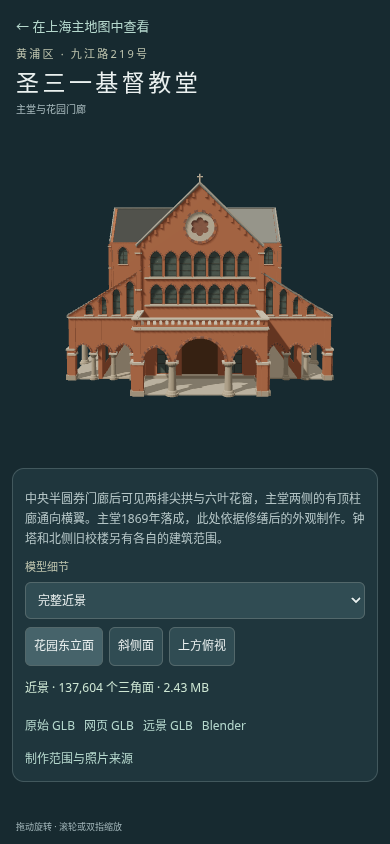 ← 在上海主地图中查看
黄浦区 · 九江路219号
圣三一基督教堂
主堂与花园门廊
中央半圆券门廊后可见两排尖拱与六叶花窗，主堂两侧的有顶柱
廊通向横翼。主堂1869年落成，此处依据修缮后的外观制作。钟
塔和北侧旧校楼另有各自的建筑范围。
模型细节
完整近景
花园东立面 斜侧面 上方俯视
近景 · 137,604 个三角面 · 2.43 MB
原始 GLB 网页 GLB 远景 GLB Blender
制作范围与照片来源
拖动旋转 · 滚轮或双指缩放